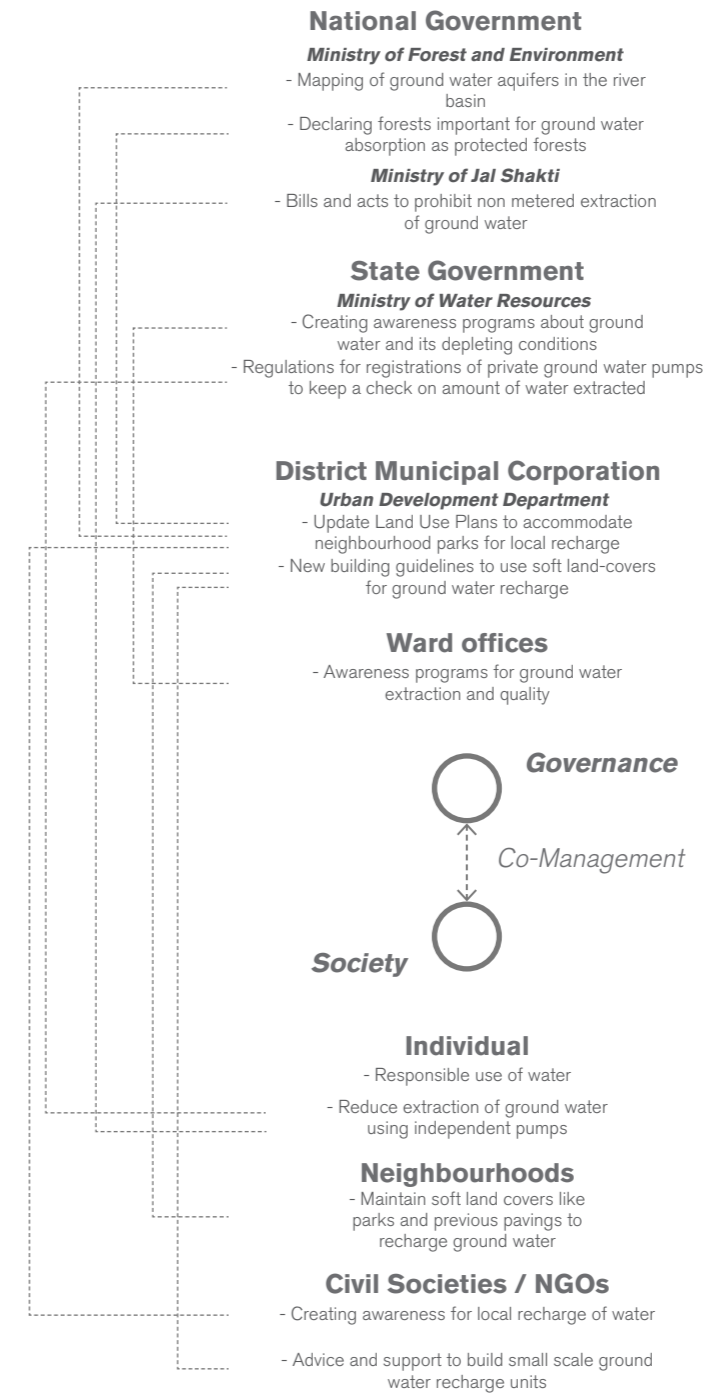 National Government
Ministry of Forest and Environment
- Mapping of ground water aquifers in the river
basin
- Declaring forests important for ground water
absorption as protected forests
Ministry of Jal Shakti
- Bills and acts to prohibit non metered extraction
of ground water
State Government
Ministry of Water Resources
- Creating awareness programs about ground
water and its depleting conditions
- Regulations for registrations of private ground water pumps
to keep a check on amount of water extracted
District Municipal Corporation
Urban Development Department
- Update Land Use Plans to accommodate
neighbourhood parks for local recharge
- New building guidelines to use soft land-covers
for ground water recharge
Ward offices
- Awareness programs for ground water
extraction and quality
Governance
Co-Management
Society
Individual
- Responsible use of water
- Reduce extraction of ground water
using independent pumps
Neighbourhoods
- Maintain soft land covers like
parks and previous pavings to
recharge ground water
Civil Societies / NGOs
- Creating awareness for local recharge of water
- Advice and support to build small scale ground
water recharge units